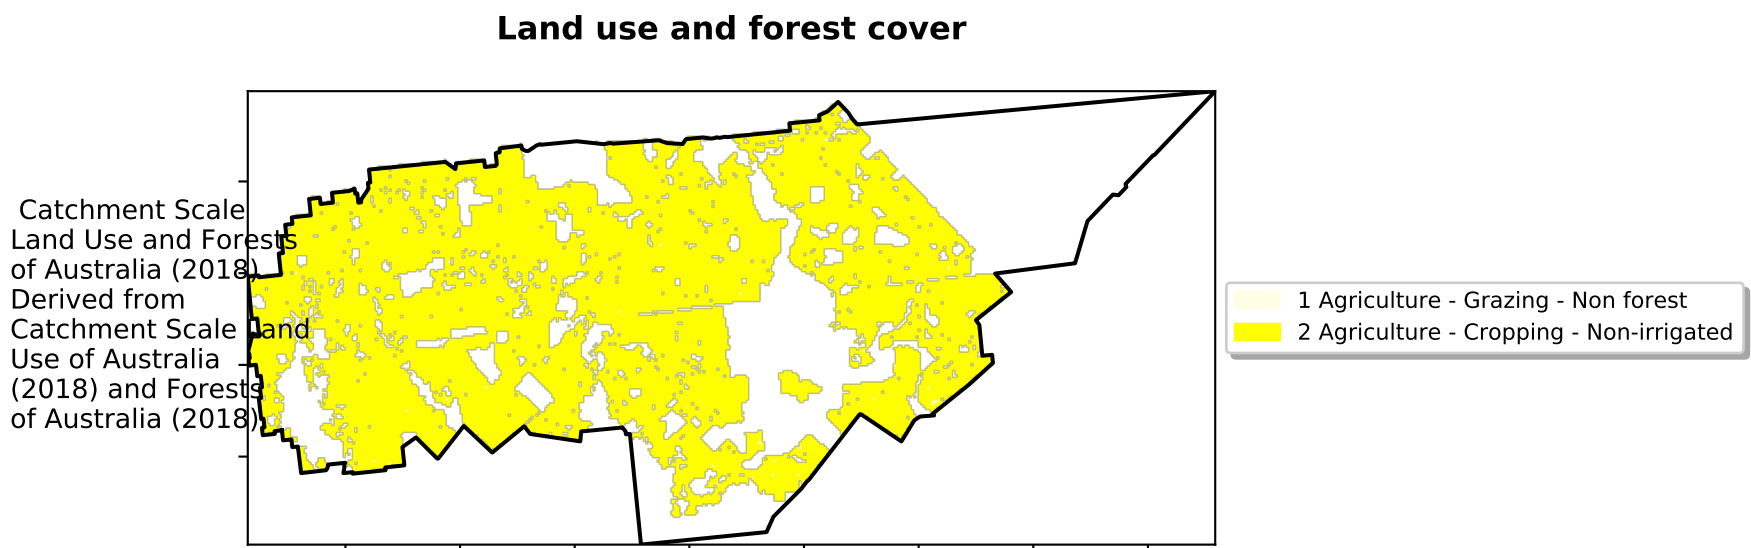 Land use and forest cover
Catchment Scale
Land Use and Forests
of Australia (2018)
Derived from
Catchment Scale Land
Use of Australia
(2018) and Forests
of Australia (2018)
1 Agriculture - Grazing - Non forest
2 Agriculture - Cropping - Non-irrigated